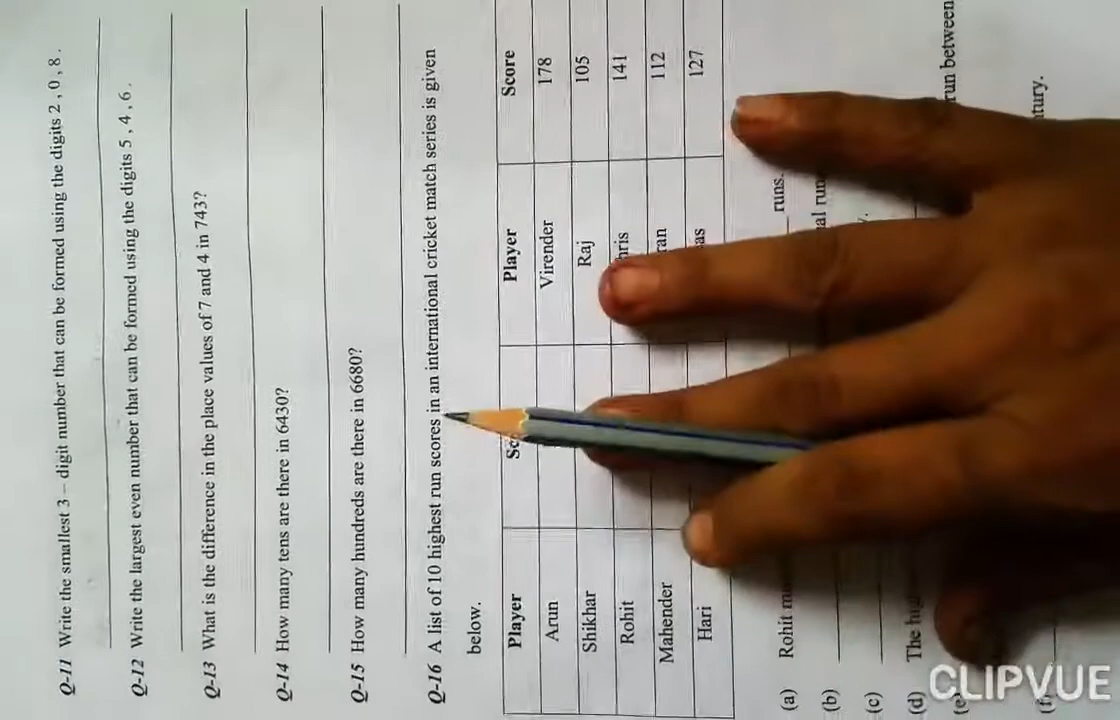 Q-11 Write the smallest 3 – digit number that can be formed using the digits 2 , 0 , 8 .
Q-12 Write the largest even number that can be formed using the digits 5 , 4 , 6 .
Q-13 What is the difference in the place values of 7 and 4 in 743?
Q-14 How many tens are there in 6430?
Q-15 How many hundreds are there in 6680?
Q-16 A list of 10 highest run scores in an international cricket match series is given
below.
Player Player Score
Arun Virender 178
Shikhar Raj 105
Rohit 141
Mahender 112
Hari 127
(a) Rohit runs.
(b)
(c)
(d) The
run between
(e)
(f)
CLIPVUE